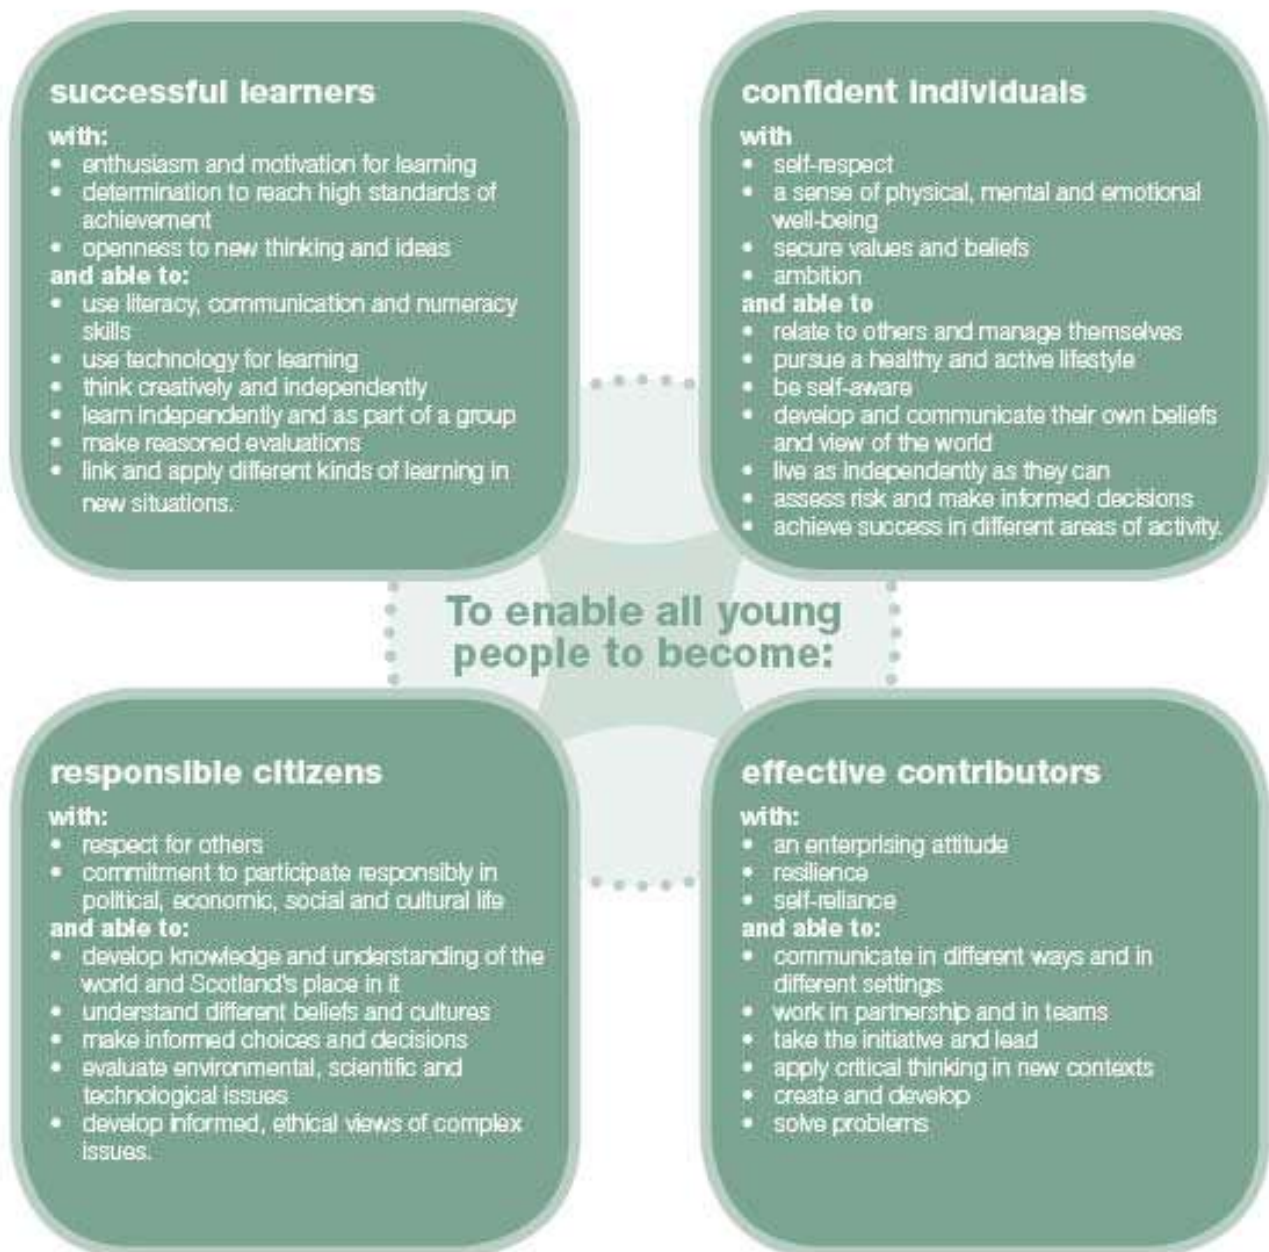 successful learners
with:
• enthusiasm and motivation for learning
• determination to reach high standards of
achievement
• openness to new thinking and ideas
and able to:
• use literacy, communication and numeracy
skills
• use technology for learning
• think creatively and independently
• learn independently and as part of a group
• make reasoned evaluations
• link and apply different kinds of learning in
new situations.
confident individuals
with
• self-respect
• a sense of physical, mental and emotional
well-being
• secure values and beliefs
• ambition
and able to
• relate to others and manage themselves
• pursue a healthy and active lifestyle
• be self-aware
• develop and communicate their own beliefs
and view of the world
• live as independently as they can
• assess risk and make informed decisions
• achieve success in different areas of activity.
To enable all young
people to become:
responsible citizens
with:
• respect for others
• commitment to participate responsibly in
political, economic, social and cultural life
and able to:
• develop knowledge and understanding of the
world and Scotland's place in it
• understand different beliefs and cultures
• make informed choices and decisions
• evaluate environmental, scientific and
technological issues
• develop informed, ethical views of complex
issues.
effective contributors
with:
• an enterprising attitude
• resilience
• self-reliance
and able to:
• communicate in different ways and in
different settings
• work in partnership and in teams
• take the initiative and lead
• apply critical thinking in new contexts
• create and develop
• solve problems